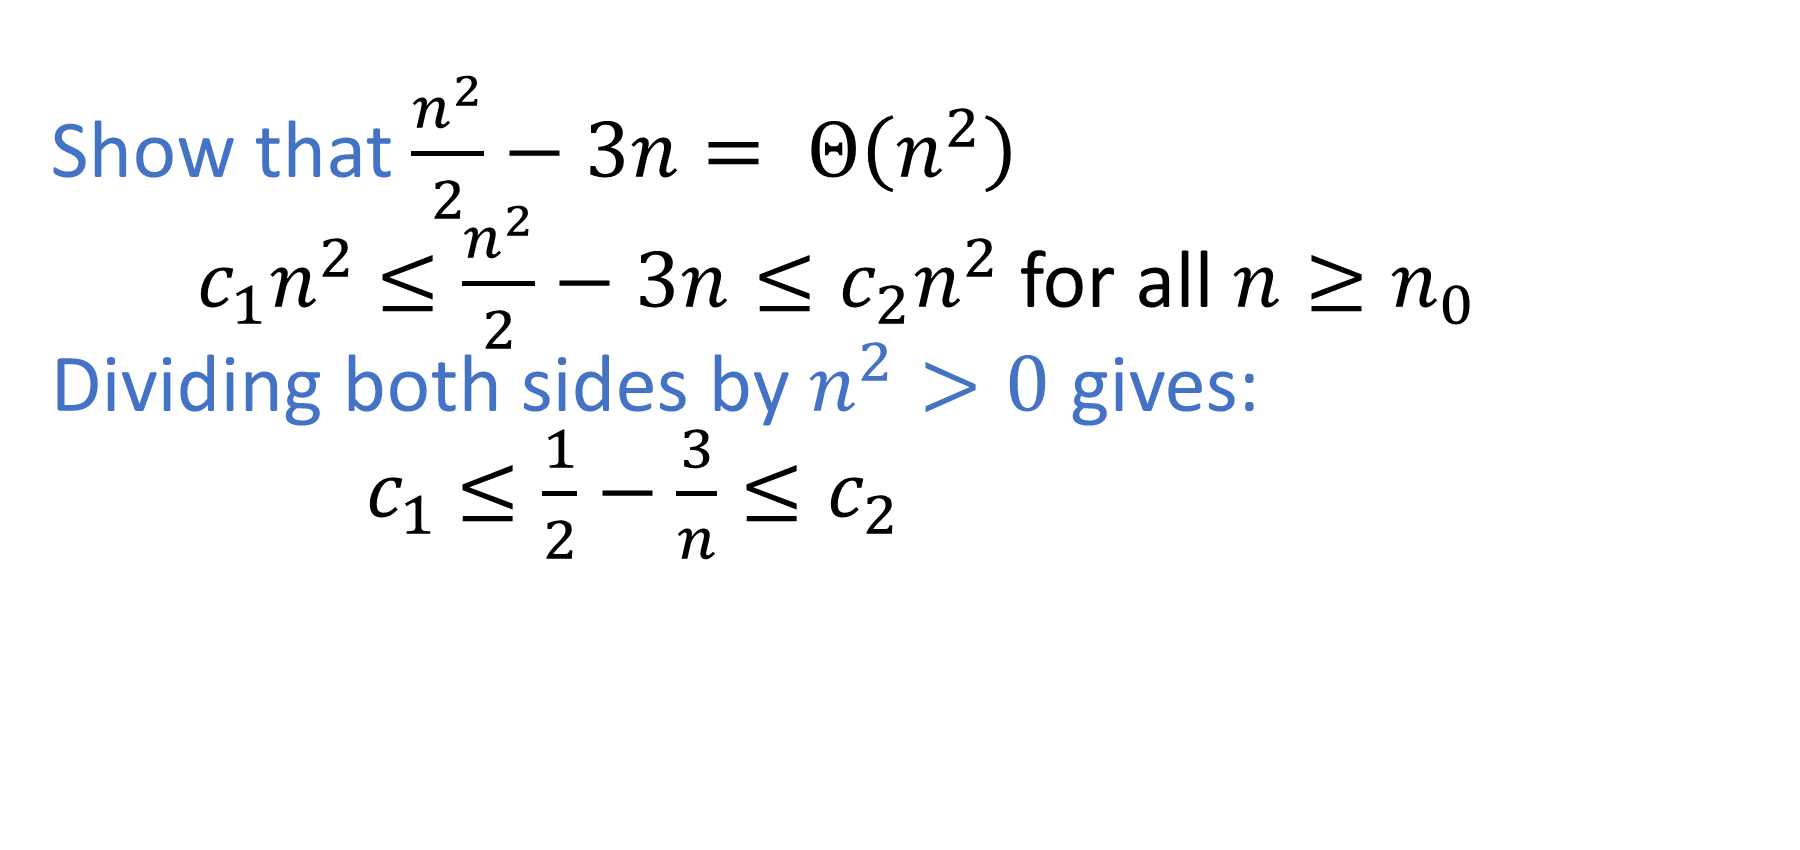 Show that n²/2 − 3n = Θ(n²)
c₁n² ≤ n²/2 − 3n ≤ c₂n² for all n ≥ n₀
Dividing both sides by n² > 0 gives:
c₁ ≤ 1/2 − 3/n ≤ c₂